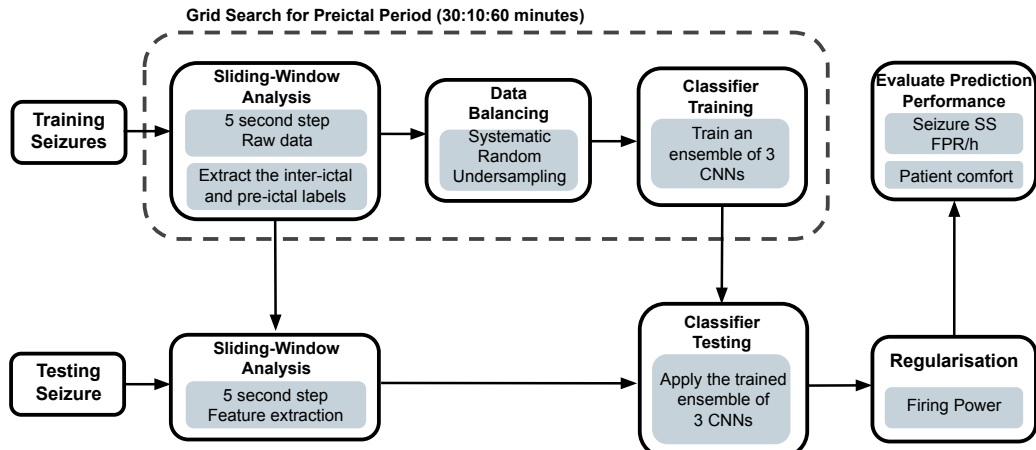 Grid Search for Preictal Period (30:10:60 minutes)
Training
Seizures
Sliding-Window
Analysis
5 second step
Raw data
Extract the inter-ictal
and pre-ictal labels
Data
Balancing
Systematic
Random
Undersampling
Classifier
Training
Train an
ensemble of 3
CNNs
Evaluate Prediction
Performance
Seizure SS
FPR/h
Patient comfort
Testing
Seizure
Sliding-Window
Analysis
5 second step
Feature extraction
Classifier
Testing
Apply the trained
ensemble of
3 CNNs
Regularisation
Firing Power